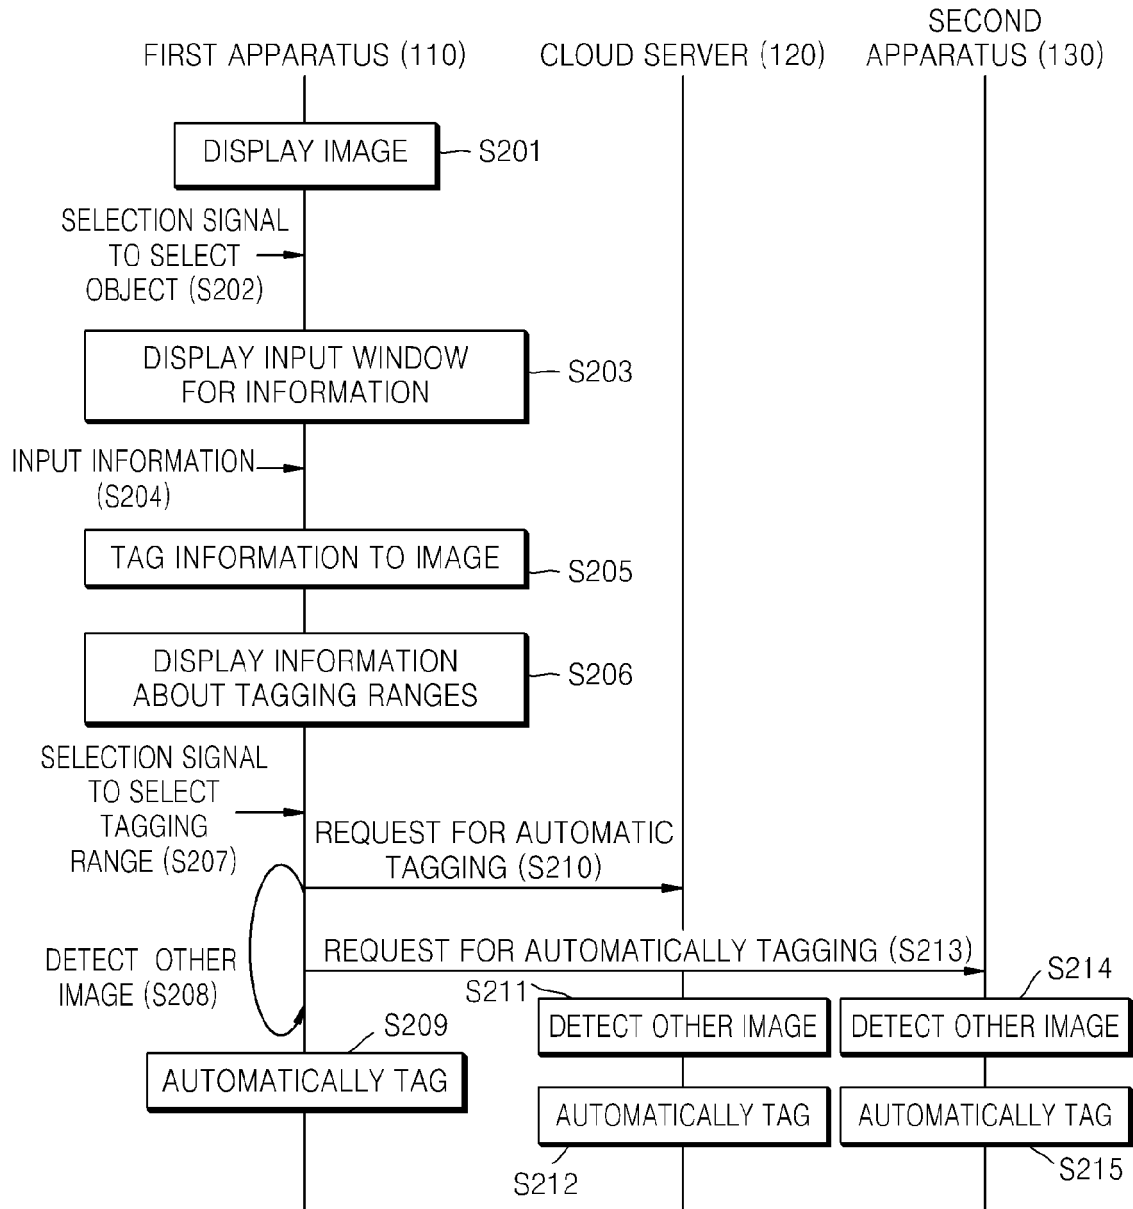 FIRST APPARATUS (110)
CLOUD SERVER (120)
SECOND
APPARATUS (130)
DISPLAY IMAGE
S201
SELECTION SIGNAL
TO SELECT
OBJECT (S202)
DISPLAY INPUT WINDOW
FOR INFORMATION
S203
INPUT INFORMATION
(S204)
TAG INFORMATION TO IMAGE
S205
DISPLAY INFORMATION
ABOUT TAGGING RANGES
S206
SELECTION SIGNAL
TO SELECT
TAGGING
RANGE (S207)
REQUEST FOR AUTOMATIC
TAGGING (S210)
DETECT OTHER
IMAGE (S208)
REQUEST FOR AUTOMATICALLY TAGGING (S213)
S211
S214
DETECT OTHER IMAGE
DETECT OTHER IMAGE
S209
AUTOMATICALLY TAG
AUTOMATICALLY TAG
AUTOMATICALLY TAG
S212
S215